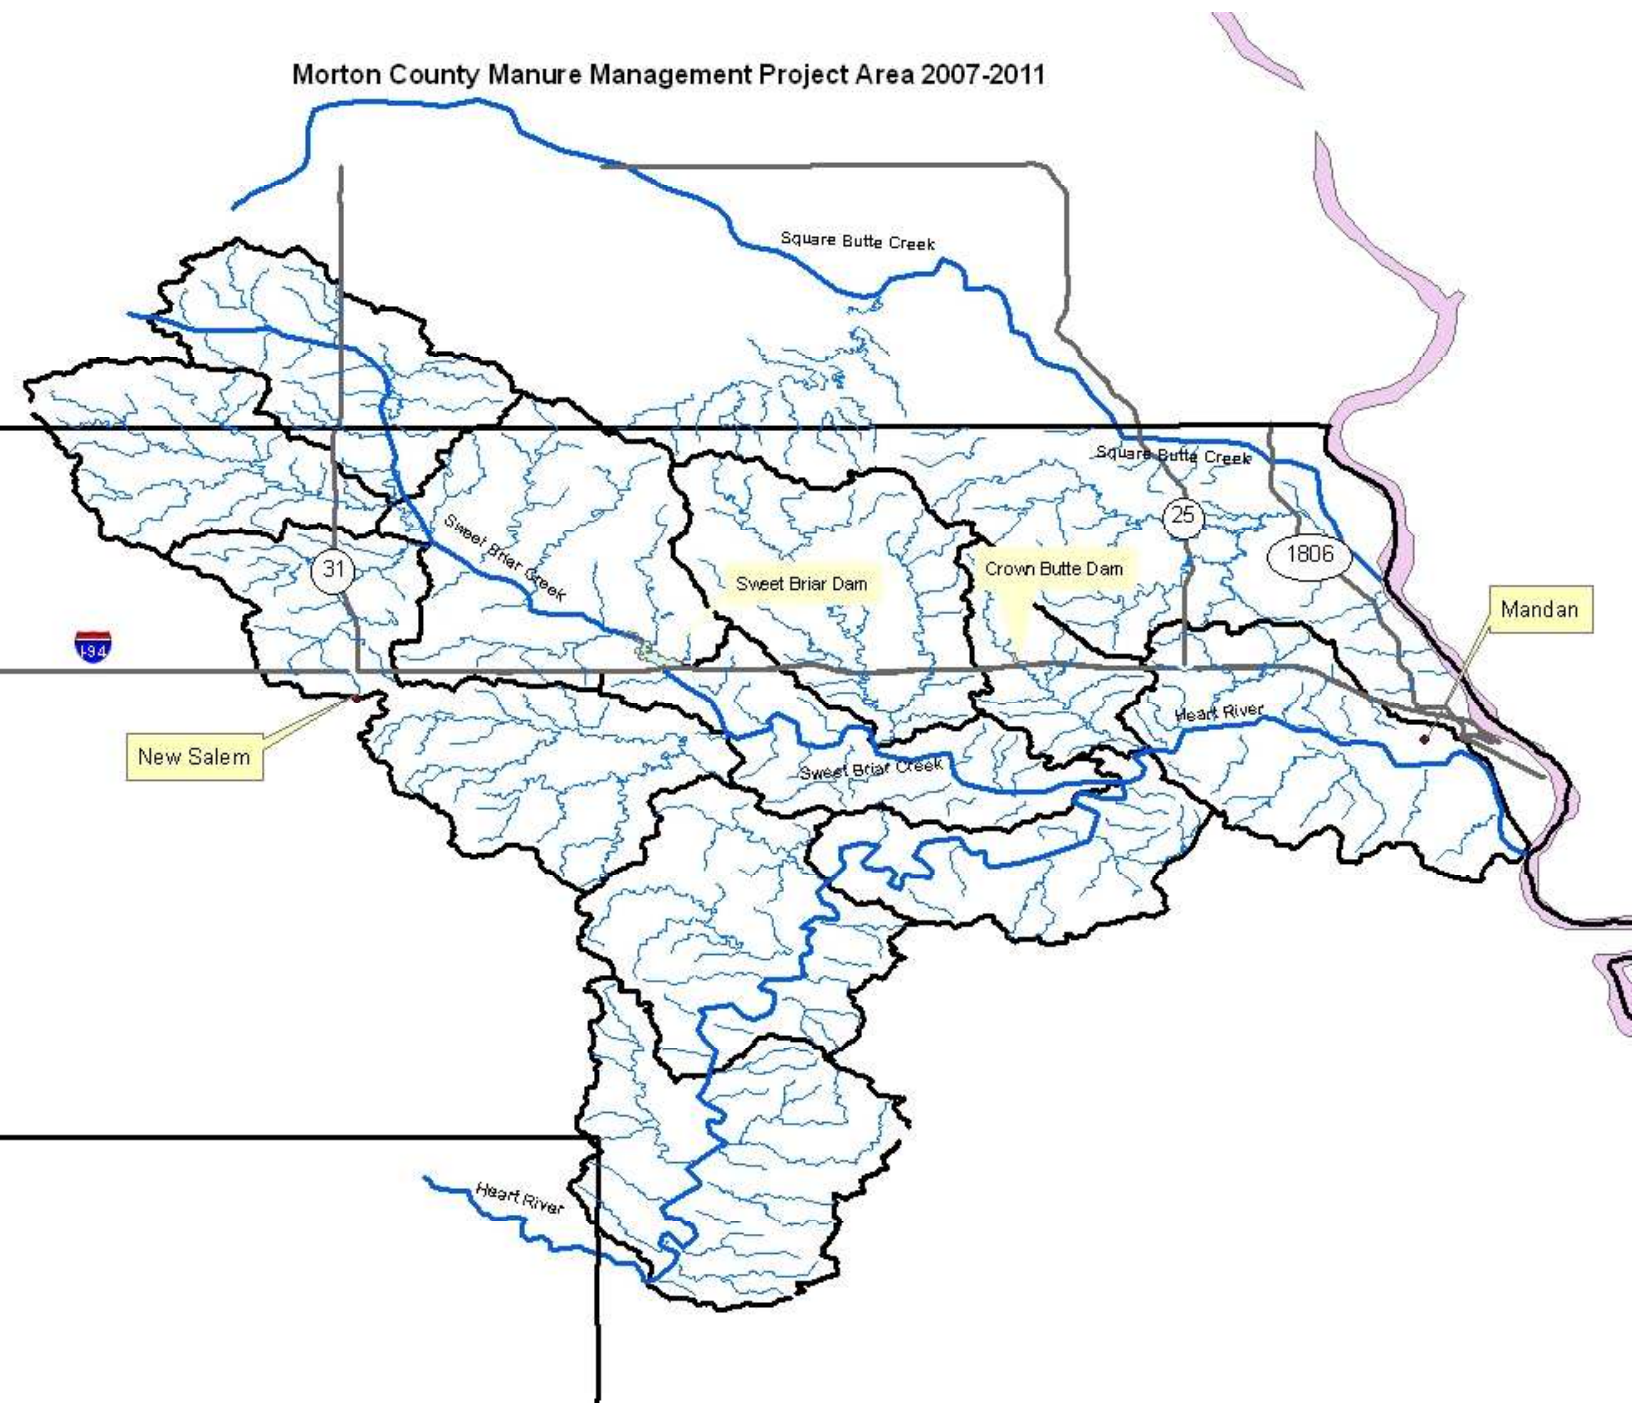 Morton County Manure Management Project Area 2007-2011
Square Butte Creek
Square Butte Creek
25
Sweet Briar Creek
1806
31
Sweet Briar Dam
Crown Butte Dam
Mandan
I-94
Heart River
New Salem
Sweet Briar Creek
Heart River